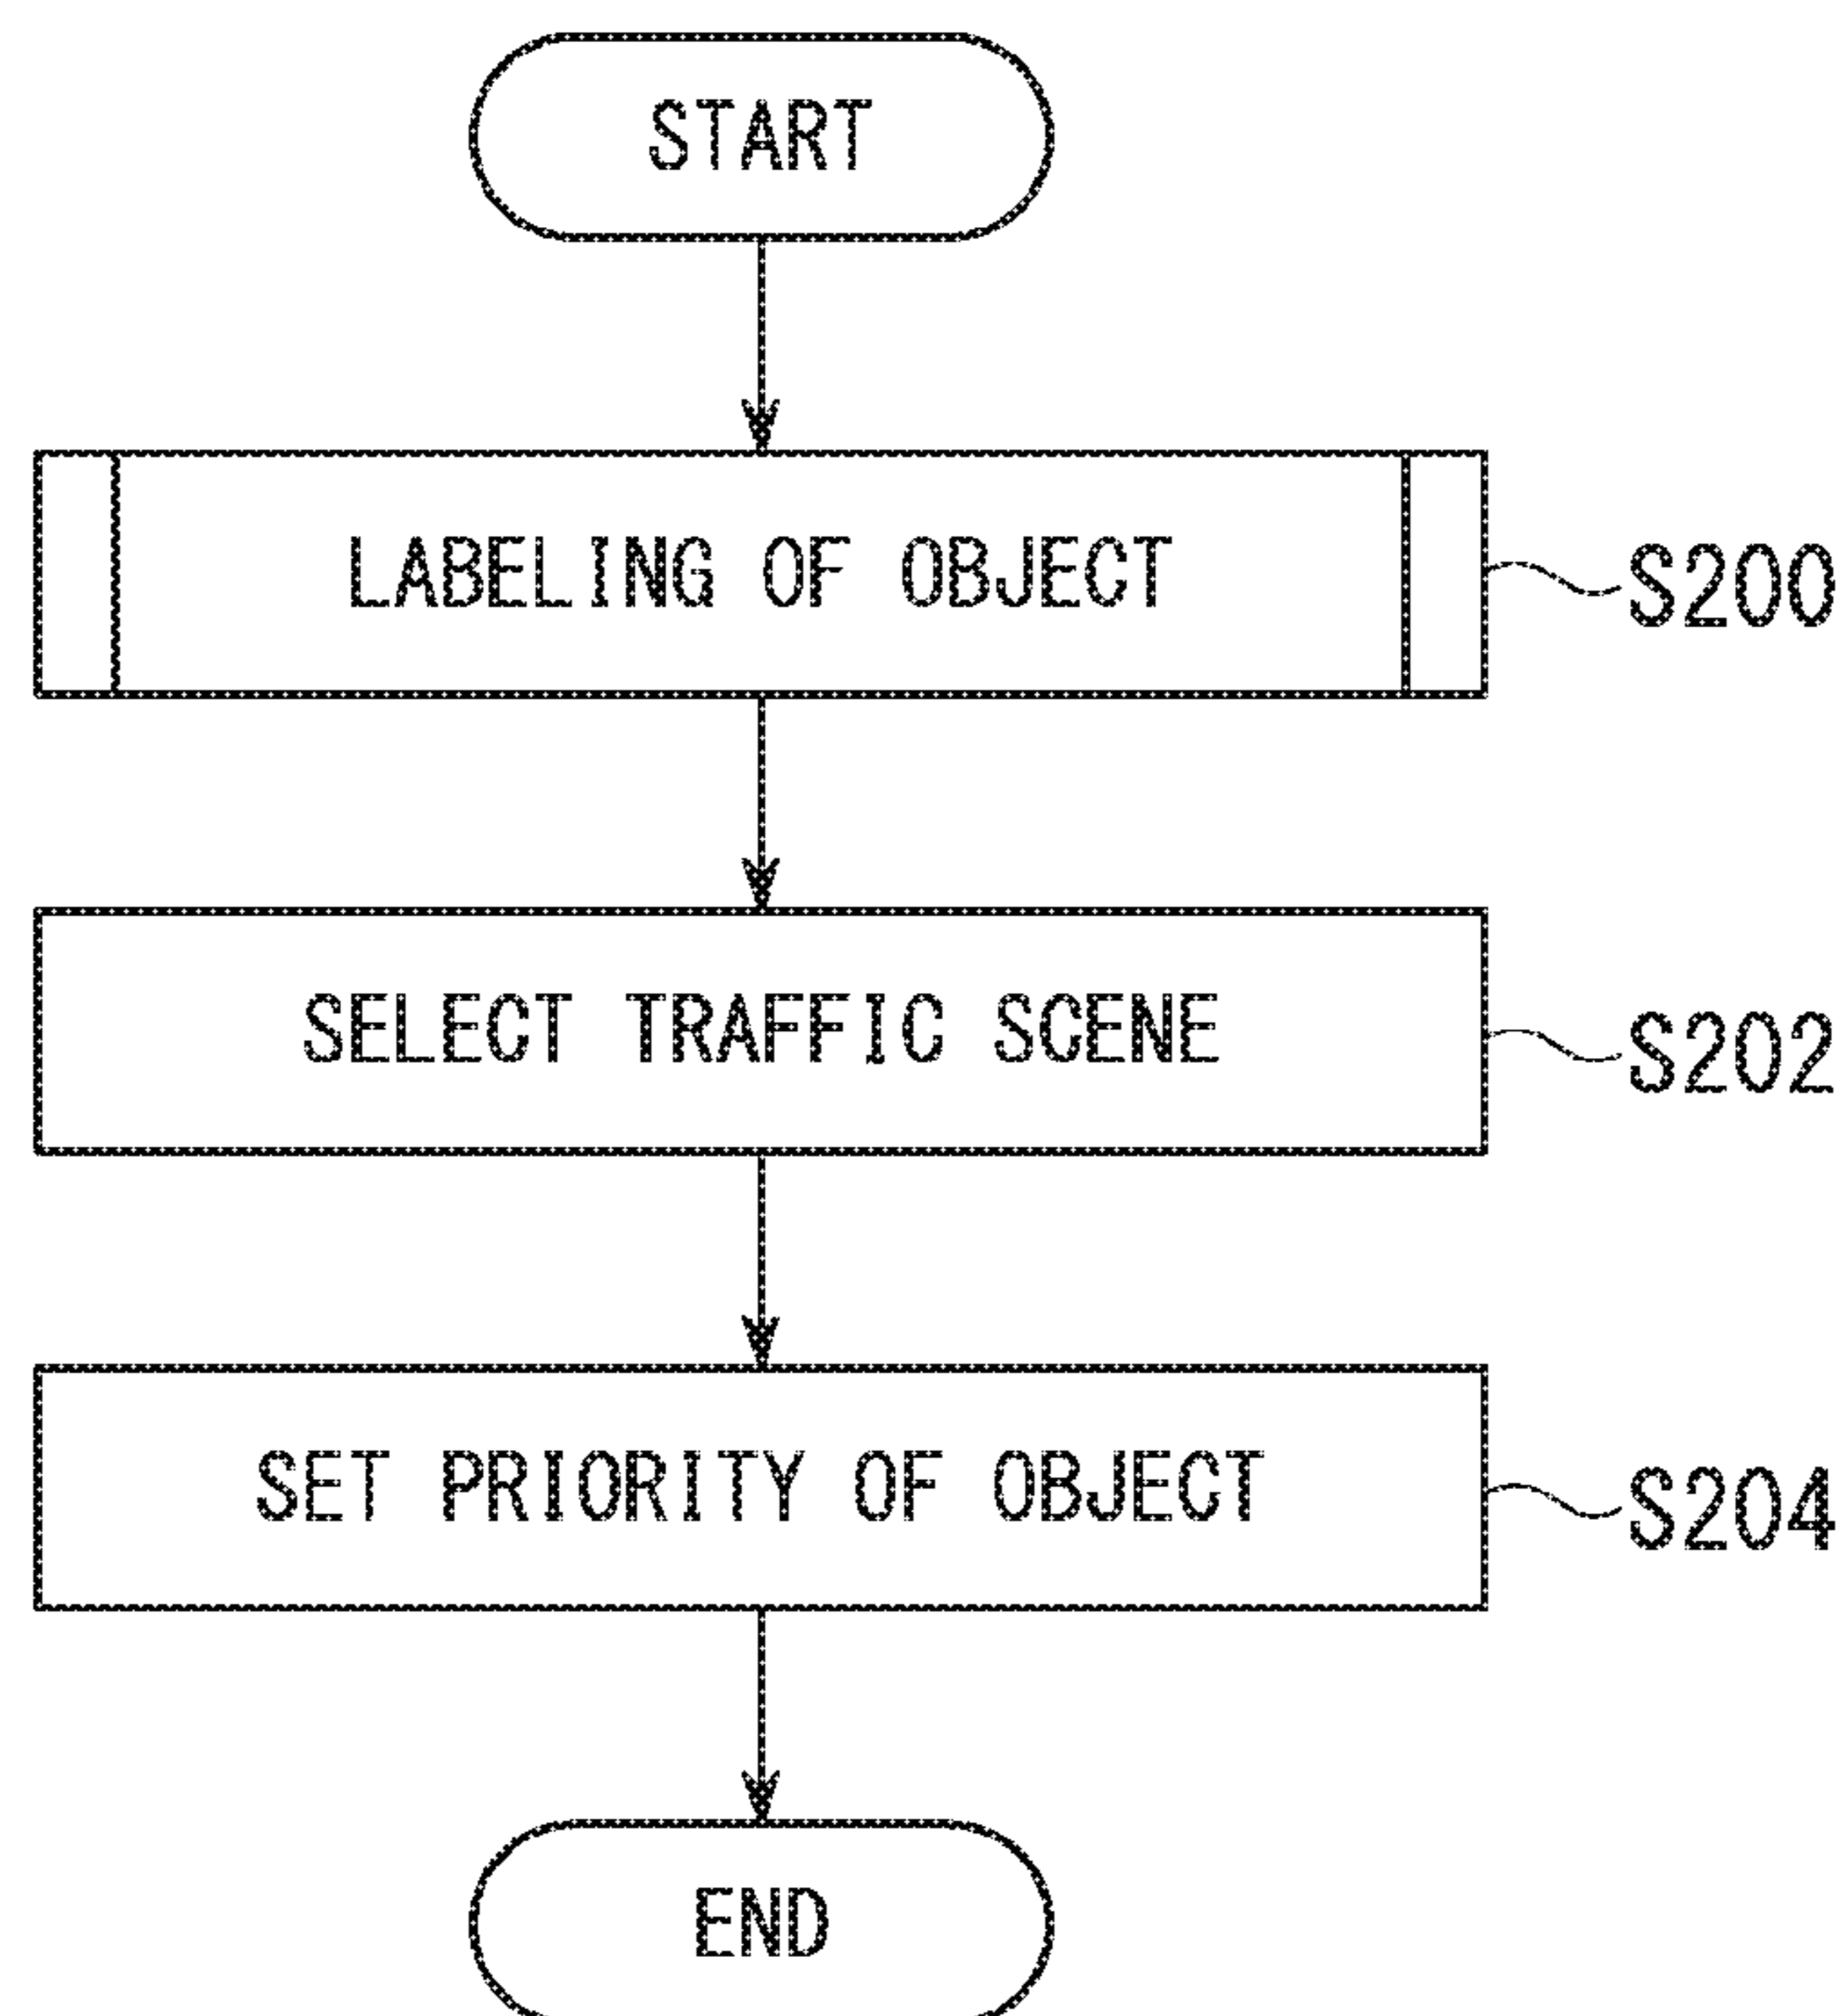 START
LABELING OF OBJECT
S200
SELECT TRAFFIC SCENE
S202
SET PRIORITY OF OBJECT
S204
END